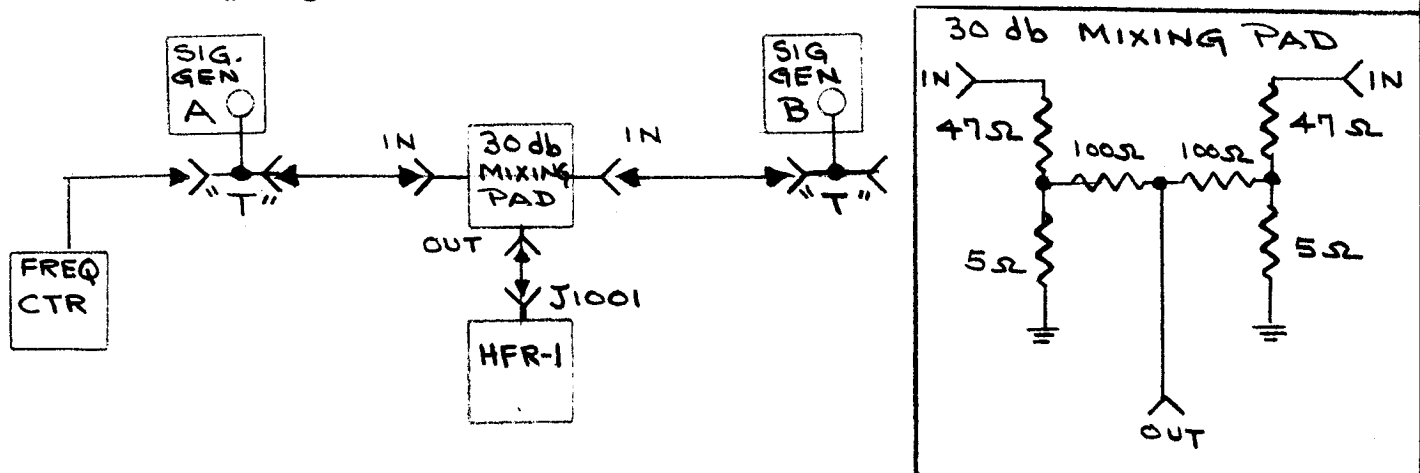 SIG.
GEN
A
"T"
FREQ
CTR
IN
30 db
MIXING
PAD
IN
OUT
J1001
HFR-1
SIG
GEN
B
"T"
30 db MIXING PAD
IN
IN
47Ω
47Ω
100Ω
100Ω
5Ω
5Ω
OUT